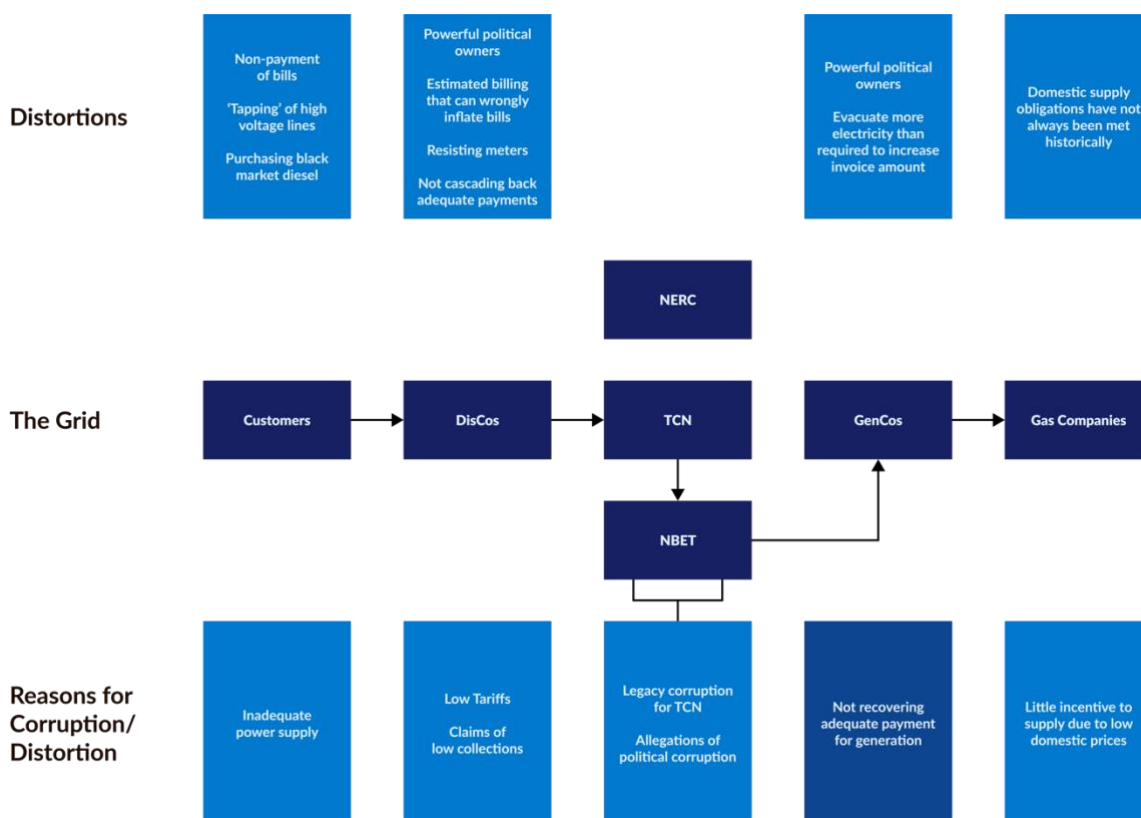 Distortions
Non-payment
of bills
‘Tapping’ of high
voltage lines
Purchasing black
market diesel
Powerful political
owners
Estimated billing
that can wrongly
inflate bills
Resisting meters
Not cascading back
adequate payments
Powerful political
owners
Evacuate more
electricity than
required to increase
invoice amount
Domestic supply
obligations have not
always been met
historically
NERC
The Grid
Customers
DisCos
TCN
GenCos
Gas Companies
NBET
Reasons for
Corruption/
Distortion
Inadequate
power supply
Low Tariffs
Claims of
low collections
Legacy corruption
for TCN
Allegations of
political corruption
Not recovering
adequate payment
for generation
Little incentive to
supply due to low
domestic prices